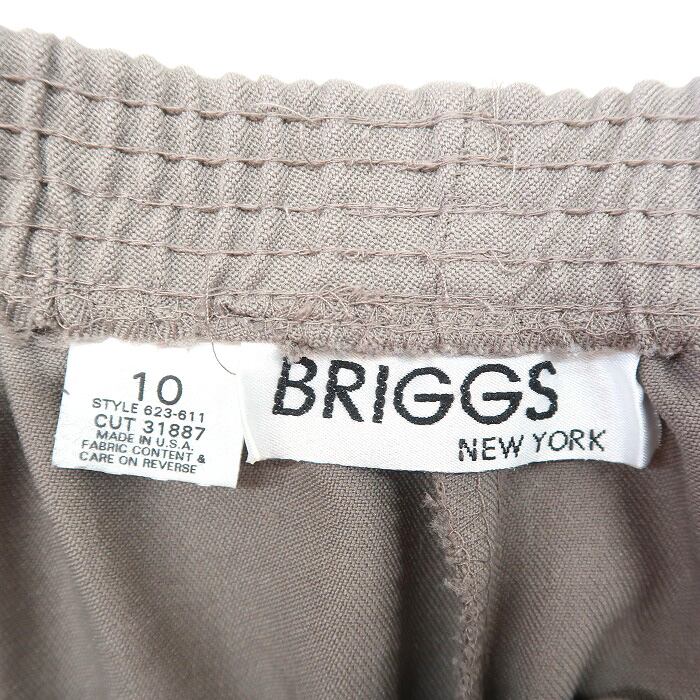 10
STYLE 623-611
CUT 31887
MADE IN U.S.A.
FABRIC CONTENT &
CARE ON REVERSE
BRIGGS
NEW YORK